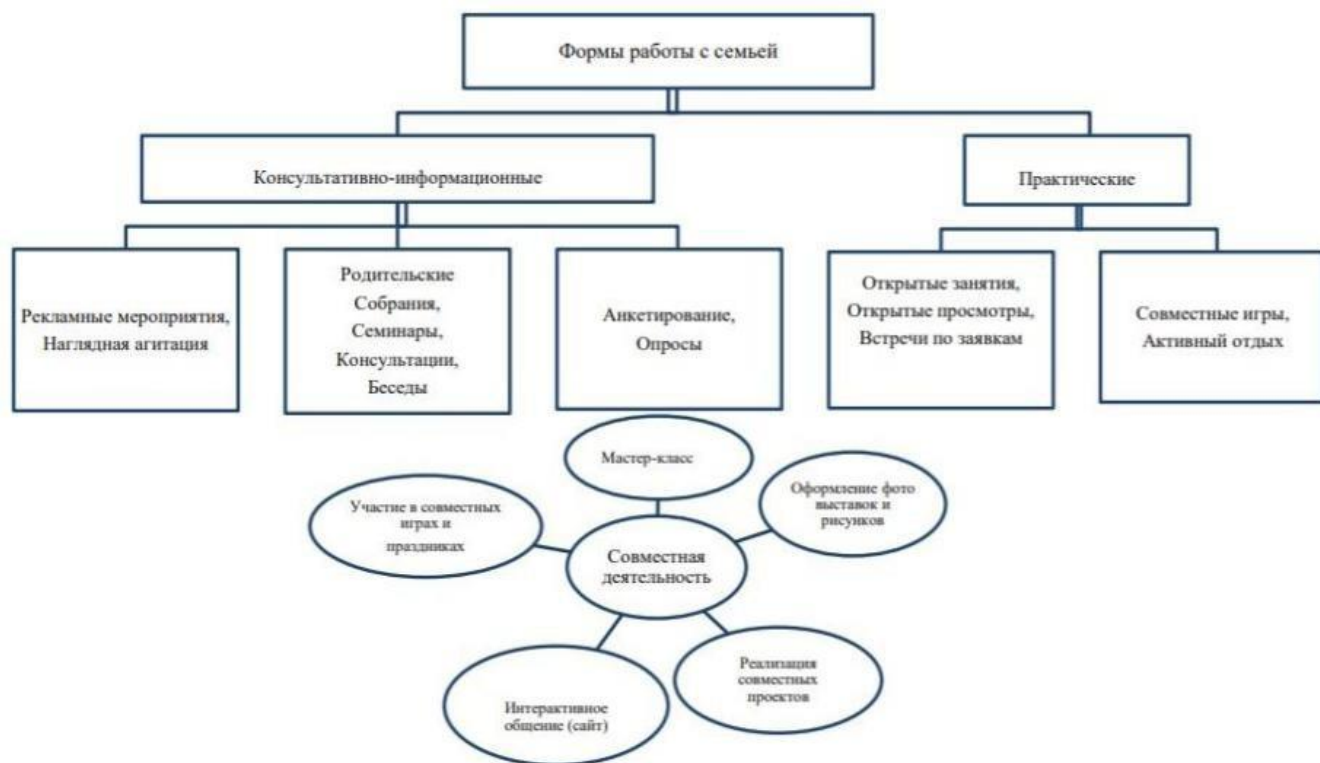 Формы работы с семьей
Консультативно-информационные
Практические
Рекламные мероприятия,
Наглядная агитация
Родительские
Собрания,
Семинары,
Консультации,
Беседы
Анкетирование,
Опросы
Открытые занятия,
Открытые просмотры,
Встречи по заявкам
Совместные игры,
Активный отдых
Мастер-класс
Участие в совместных
играх и
праздниках
Оформление фото
выставок и
рисунков
Совместная
деятельность
Интерактивное
общение (сайт)
Реализация
совместных
проектов